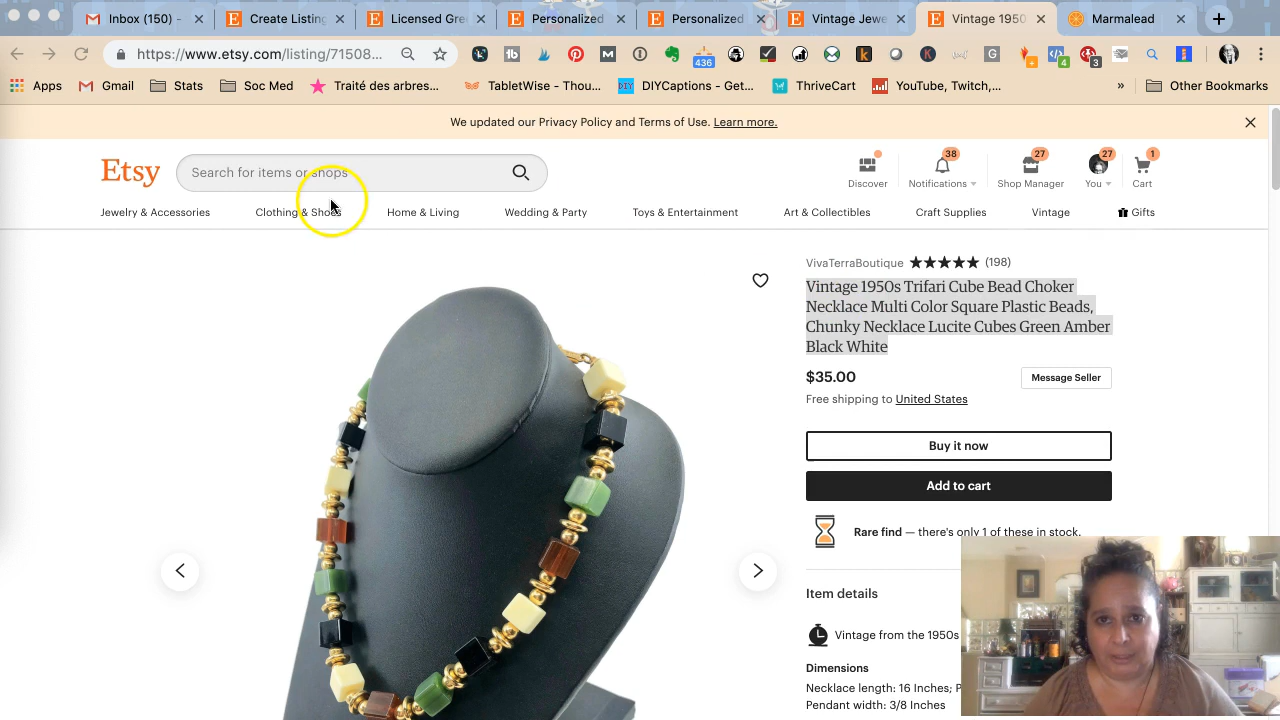 Inbox (150) -
Create Listing
Licensed Gre
Personalized
Personalized
Vintage Jewe
Vintage 1950
Marmalead
https://www.etsy.com/listing/71508...
436
4
3
Apps
Gmail
Stats
Soc Med
Traité des arbres...
TabletWise - Thou...
DIYCaptions - Get...
ThriveCart
YouTube, Twitch,...
»
Other Bookmarks
We updated our Privacy Policy and Terms of Use. Learn more.
Etsy
Search for items or shops
Discover
38
Notifications
27
Shop Manager
27
You
1
Cart
Jewelry & Accessories
Clothing & Shoes
Home & Living
Wedding & Party
Toys & Entertainment
Art & Collectibles
Craft Supplies
Vintage
Gifts
VivaTerraBoutique ★★★★★ (198)
Vintage 1950s Trifari Cube Bead Choker
Necklace Multi Color Square Plastic Beads,
Chunky Necklace Lucite Cubes Green Amber
Black White
$35.00
Message Seller
Free shipping to United States
Buy it now
Add to cart
Rare find — there's only 1 of these in stock.
Item details
Vintage from the 1950s
Dimensions
Necklace length: 16 Inches; P
Pendant width: 3/8 Inches